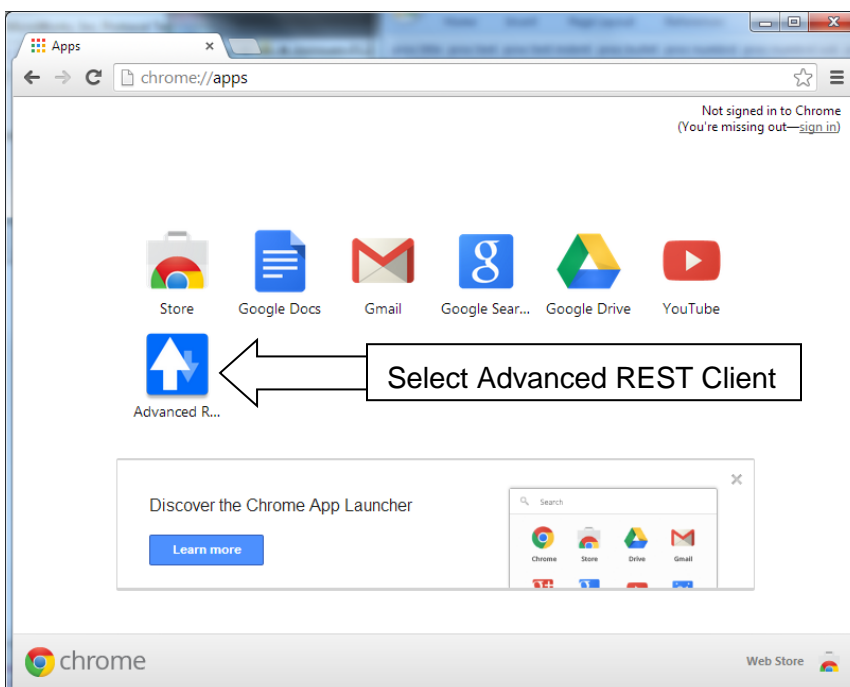 Apps
chrome://apps
Not signed in to Chrome
(You're missing out—sign in)
Store
Google Docs
Gmail
Google Sear...
Google Drive
YouTube
Advanced R...
Select Advanced REST Client
Discover the Chrome App Launcher
Learn more
Search
Chrome
Store
Drive
Gmail
chrome
Web Store